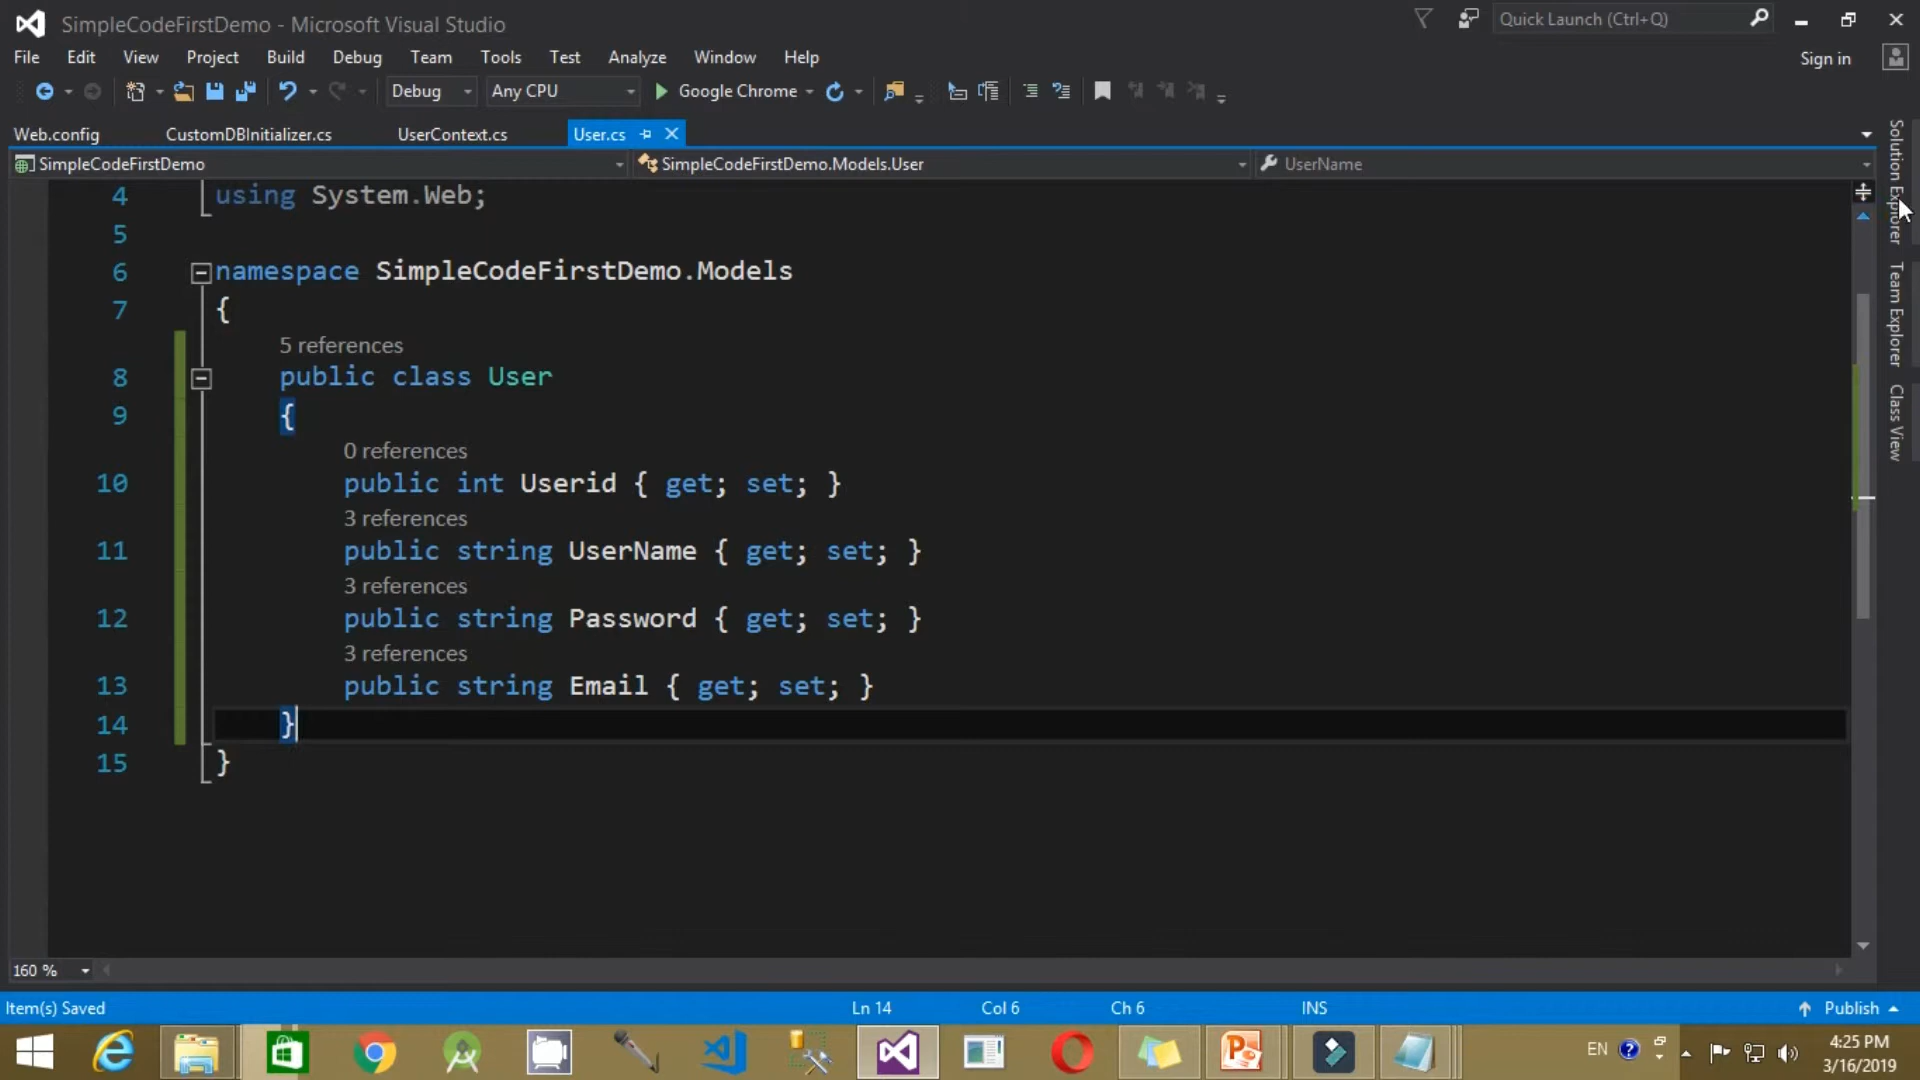 SimpleCodeFirstDemo - Microsoft Visual Studio
Quick Launch (Ctrl+Q)
File Edit View Project Build Debug Team Tools Test Analyze Window Help
Sign in
Debug Any CPU Google Chrome
Web.config CustomDBInitializer.cs UserContext.cs User.cs
SimpleCodeFirstDemo SimpleCodeFirstDemo.Models.User UserName
4 using System.Web;
5
6 namespace SimpleCodeFirstDemo.Models
7 {
5 references
8 public class User
9 {
0 references
10 public int Userid { get; set; }
3 references
11 public string UserName { get; set; }
3 references
12 public string Password { get; set; }
3 references
13 public string Email { get; set; }
14 }
15 }
Solution Explorer
Team Explorer
Class View
160 %
Item(s) Saved Ln 14 Col 6 Ch 6 INS Publish
EN 4:25 PM
3/16/2019